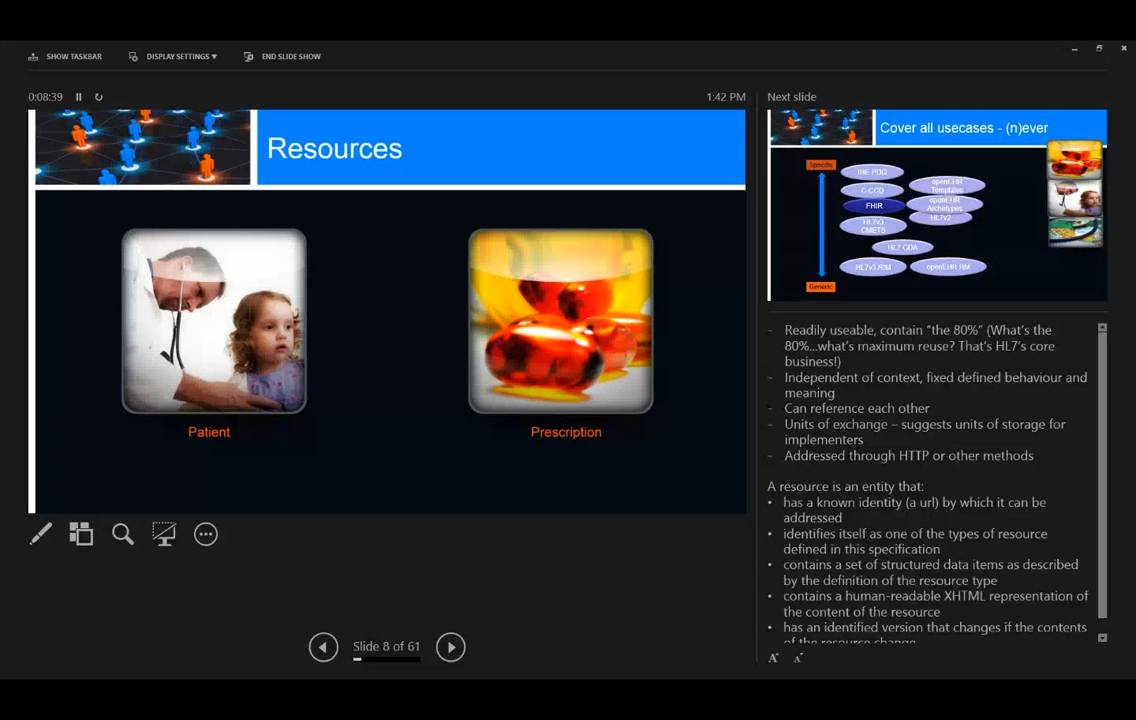 SHOW TASKBAR
DISPLAY SETTINGS
END SLIDE SHOW
0:08:39
1:42 PM
Resources
Patient
Prescription
Slide 8 of 61
Next slide
Cover all usecases - (n)ever
Specific
IHE PDQ
C-CCD
openEHR
Templates
FHIR
openEHR
Archetypes
HL7v2
HL7v3
CMETS
HL7 CDA
HL7v3 RIM
openEHR RM
Generic
- Readily useable, contain “the 80%” (What’s the
80%...what’s maximum reuse? That’s HL7’s core
business!)
- Independent of context, fixed defined behaviour and
meaning
- Can reference each other
- Units of exchange – suggests units of storage for
implementers
- Addressed through HTTP or other methods
A resource is an entity that:
• has a known identity (a url) by which it can be
addressed
• identifies itself as one of the types of resource
defined in this specification
• contains a set of structured data items as described
by the definition of the resource type
• contains a human-readable XHTML representation of
the content of the resource
• has an identified version that changes if the contents
of the resource change
A A